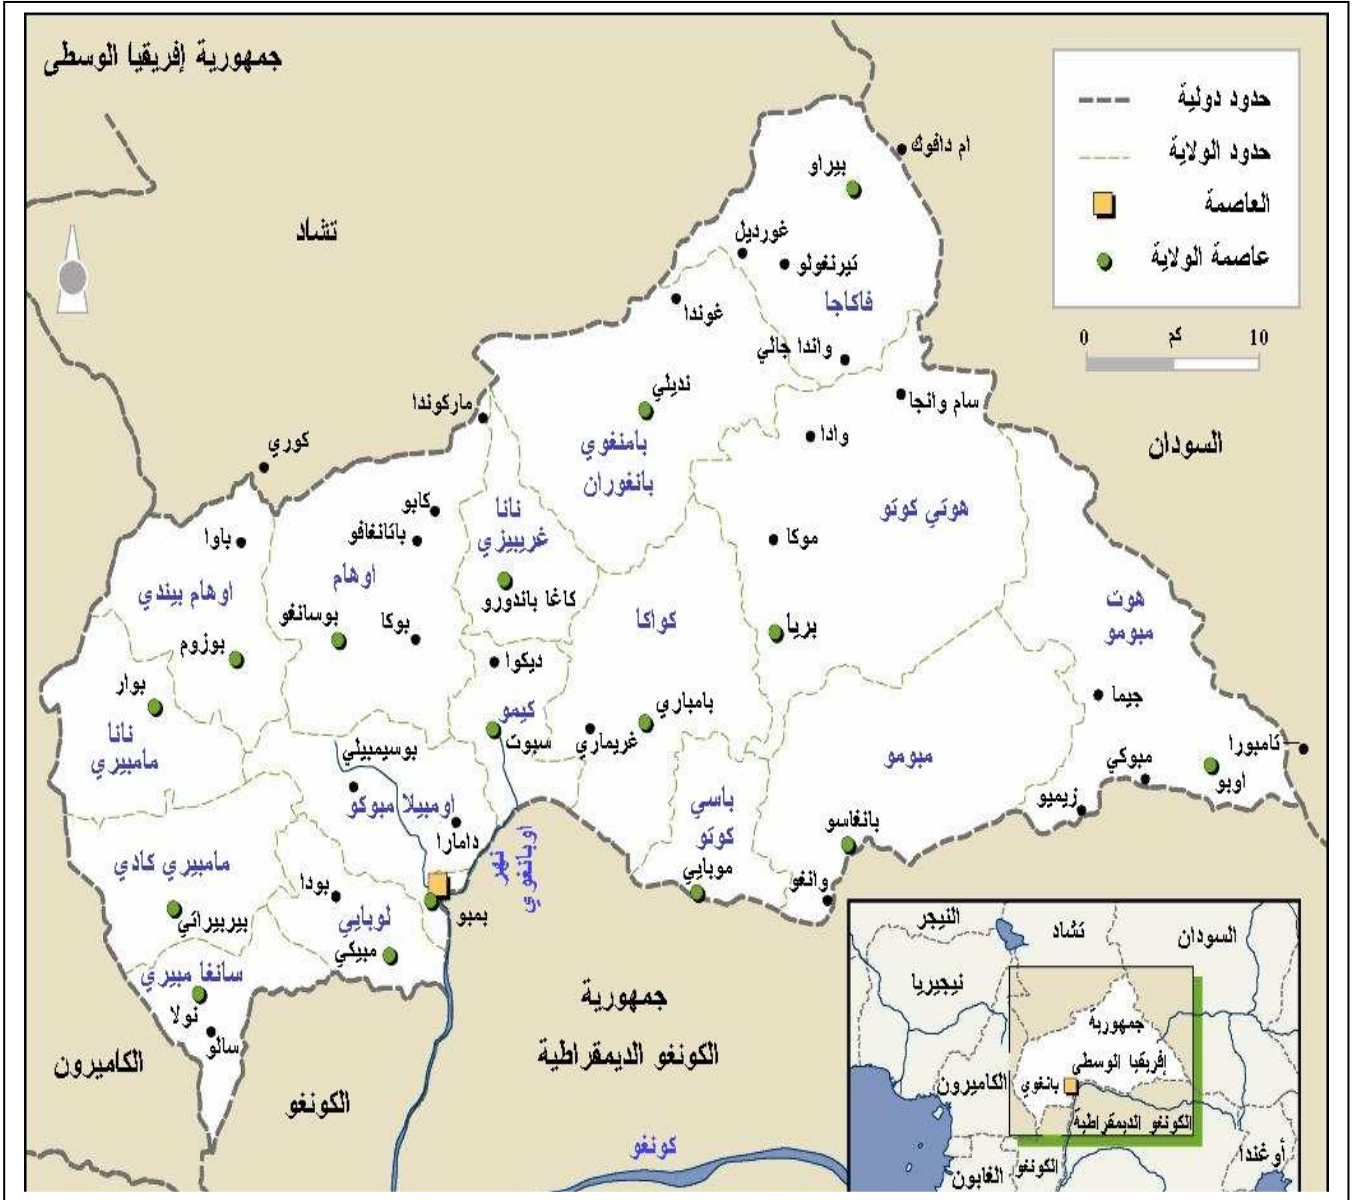 جمهورية إفريقيا الوسطى
حدود دولية
حدود الولاية
العاصمة
عاصمة الولاية
0 كم 10
ام دافوك
بيراو
تشاد
غورديل
تيرنغولو
فاكاجا
غوندا
واندا جالي
نديلي
ماركوندا
سام وانجا
وادا
السودان
كوري
بامنغوي
بانغوران
كابو
نانا
غريبيزي
هوتي كوتو
باتانغافو
باوا
موكا
اوهام
اوهام بيندي
كاغا باندورو
هوت
مبومو
كواكا
بوسانغو
بوكا
بريا
بوزوم
ديكوا
بوار
جيما
بامباري
كيمو
سبوت
غريماري
نانا
مامبيري
تامبورا
بوسيمبيلي
مبومو
مبوكي
اوبو
اومبيلا مبوكو
باسي
كوتو
زيميو
دامارا
بانغاسو
نهر
اوبانغوي
مامبيري كادي
موبايي
وانغو
بودا
بيربيراتي
لوبايي
بمبو
مبيكي
سانغا مبيري
نولا
سالو
جمهورية
الكونغو الديمقراطية
الكاميرون
الكونغو
كونغو
النيجر
تشاد
السودان
نيجيريا
جمهورية
إفريقيا الوسطى
الكاميرون
بانغوي
الكونغو الديمقراطية
أوغندا
الغابون
الكونغو